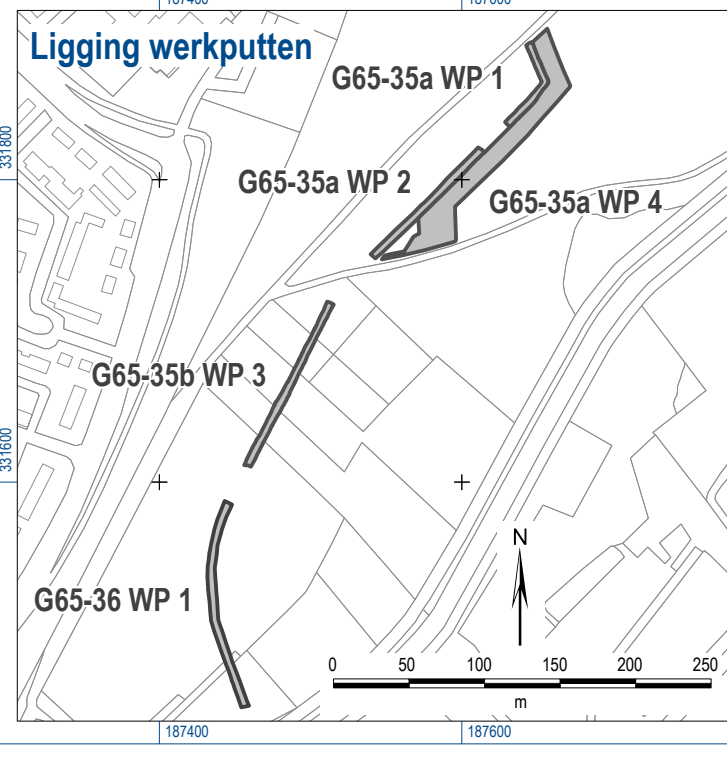 187400
187600
Ligging werkputten
G65-35a WP 1
331800
G65-35a WP 2
G65-35a WP 4
G65-35b WP 3
331600
N
G65-36 WP 1
0 50 100 150 200 250
m
187400
187600